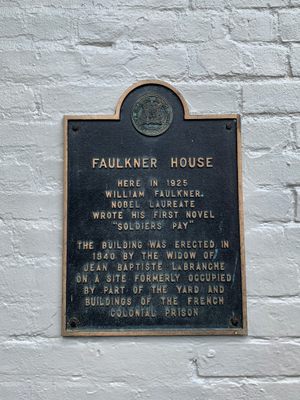 FAULKNER HOUSE
HERE IN 1925
WILLIAM FAULKNER,
NOBEL LAUREATE
WROTE HIS FIRST NOVEL
"SOLDIERS PAY"
THE BUILDING WAS ERECTED IN
1840 BY THE WIDOW OF
JEAN BAPTISTE LABRANCHE
ON A SITE FORMERLY OCCUPIED
BY PART OF THE YARD AND
BUILDINGS OF THE FRENCH
COLONIAL PRISON